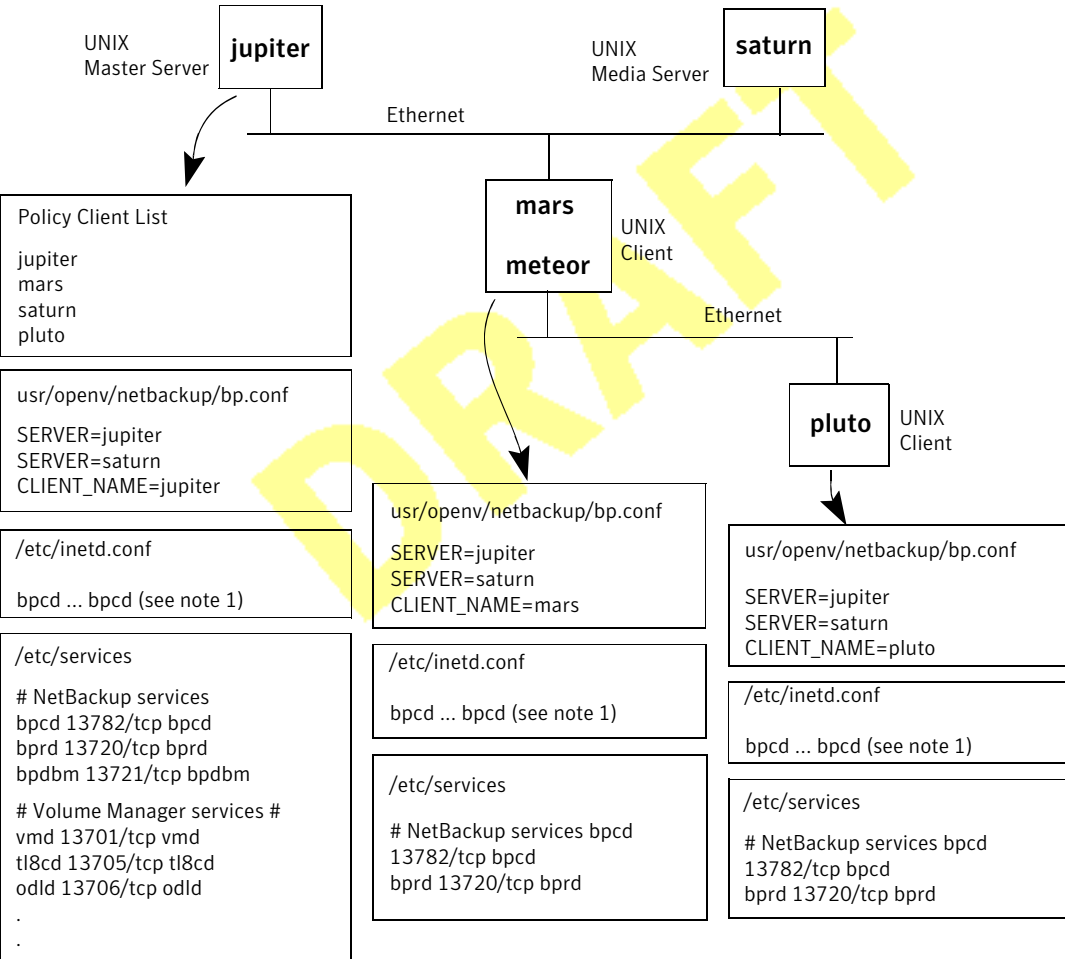 UNIX
Master Server
jupiter
UNIX
Media Server
saturn
Ethernet
mars
meteor
UNIX
Client
Ethernet
pluto
UNIX
Client
Policy Client List
jupiter
mars
saturn
pluto
usr/openv/netbackup/bp.conf
SERVER=jupiter
SERVER=saturn
CLIENT_NAME=jupiter
/etc/inetd.conf
bpcd ... bpcd (see note 1)
/etc/services
# NetBackup services
bpcd 13782/tcp bpcd
bprd 13720/tcp bprd
bpdbm 13721/tcp bpdbm
# Volume Manager services #
vmd 13701/tcp vmd
tl8cd 13705/tcp tl8cd
odld 13706/tcp odld
.
.
usr/openv/netbackup/bp.conf
SERVER=jupiter
SERVER=saturn
CLIENT_NAME=mars
/etc/inetd.conf
bpcd ... bpcd (see note 1)
/etc/services
# NetBackup services bpcd
13782/tcp bpcd
bprd 13720/tcp bprd
usr/openv/netbackup/bp.conf
SERVER=jupiter
SERVER=saturn
CLIENT_NAME=pluto
/etc/inetd.conf
bpcd ... bpcd (see note 1)
/etc/services
# NetBackup services bpcd
13782/tcp bpcd
bprd 13720/tcp bprd
DRAFT